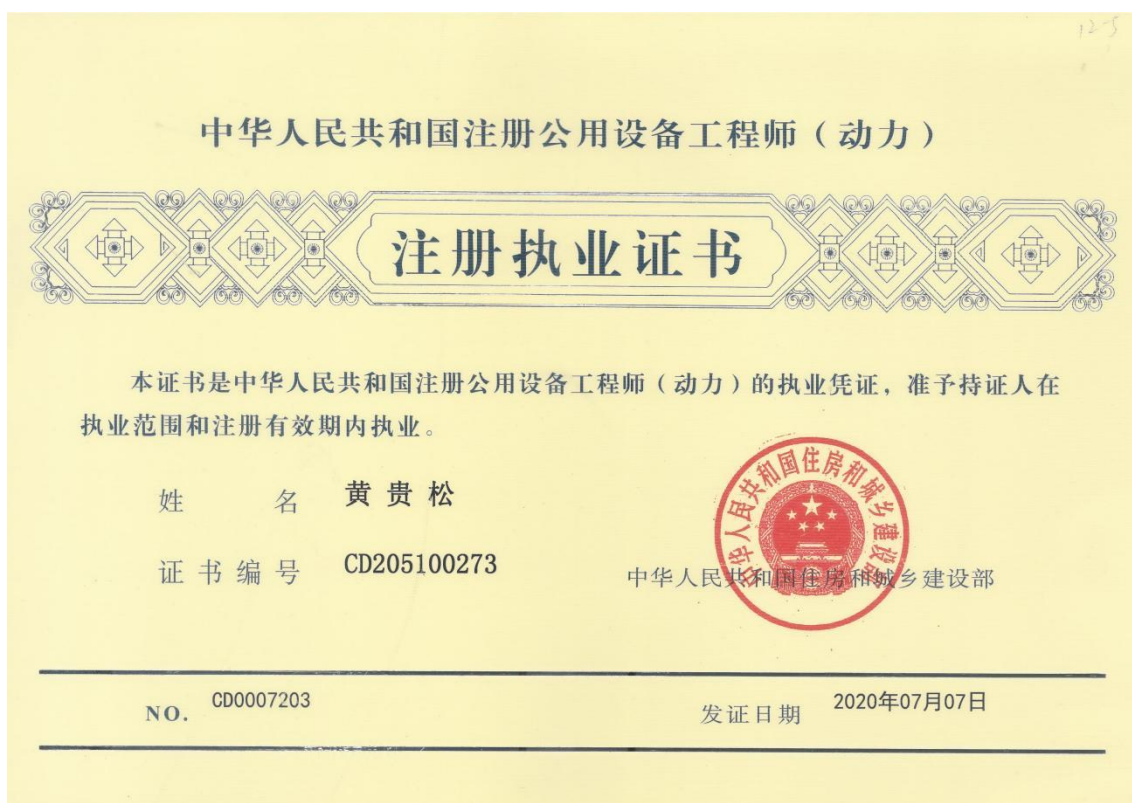 12-5
中华人民共和国注册公用设备工程师（动力）
注册执业证书
本证书是中华人民共和国注册公用设备工程师（动力）的执业凭证，准予持证人在
执业范围和注册有效期内执业。
姓 名 黄贵松
证书编号 CD205100273
中华人民共和国住房和城乡建设部
中华人民共和国住房和城乡建设部
NO. CD0007203
发证日期 2020年07月07日